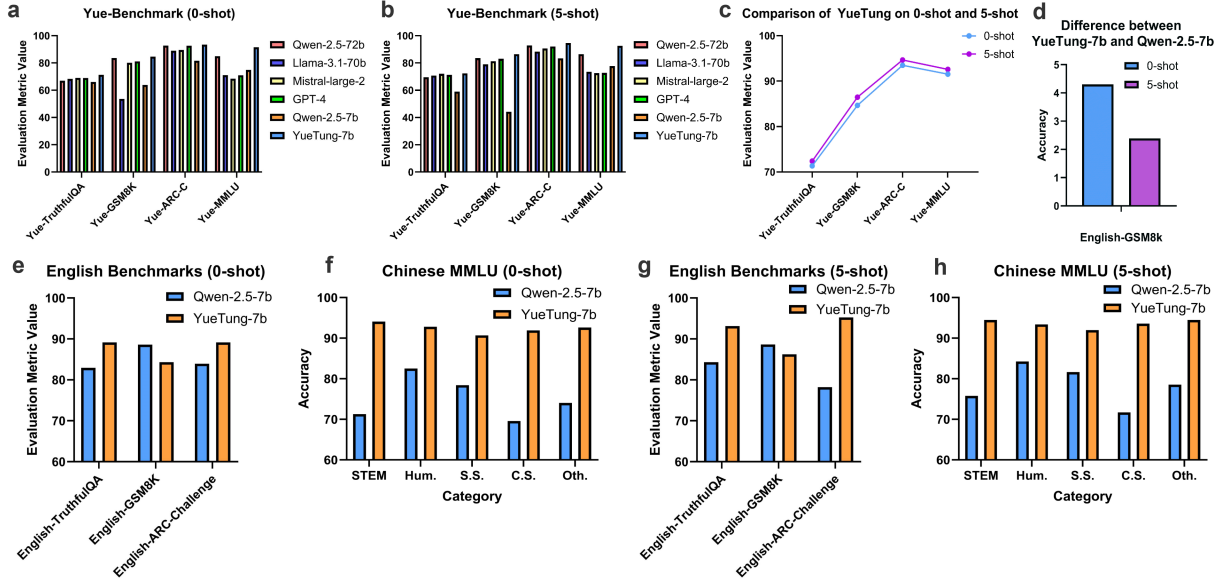 a
Yue-Benchmark (0-shot)
Evaluation Metric Value
100
80
60
40
20
0
Yue-TruthfulQA
Yue-GSM8K
Yue-ARC-C
Yue-MMLU
Qwen-2.5-72b
Llama-3.1-70b
Mistral-large-2
GPT-4
Qwen-2.5-7b
YueTung-7b
b
Yue-Benchmark (5-shot)
Evaluation Metric Value
100
80
60
40
20
0
Yue-TruthfulQA
Yue-GSM8K
Yue-ARC-C
Yue-MMLU
Qwen-2.5-72b
Llama-3.1-70b
Mistral-large-2
GPT-4
Qwen-2.5-7b
YueTung-7b
c
Comparison of YueTung on 0-shot and 5-shot
Evaluation Metric Value
100
90
80
70
Yue-TruthfulQA
Yue-GSM8K
Yue-ARC-C
Yue-MMLU
0-shot
5-shot
d
Difference between
YueTung-7b and Qwen-2.5-7b
Accuracy
5
4
3
2
1
0
0-shot
5-shot
English-GSM8k
e
English Benchmarks (0-shot)
Evaluation Metric Value
100
90
80
70
60
Qwen-2.5-7b
YueTung-7b
English-TruthfulQA
English-GSM8K
English-ARC-Challenge
f
Chinese MMLU (0-shot)
Accuracy
100
90
80
70
60
Qwen-2.5-7b
YueTung-7b
STEM
Hum.
S.S.
C.S.
Oth.
Category
g
English Benchmarks (5-shot)
Evaluation Metric Value
100
90
80
70
60
Qwen-2.5-7b
YueTung-7b
English-TruthfulQA
English-GSM8K
English-ARC-Challenge
h
Chinese MMLU (5-shot)
Accuracy
100
90
80
70
60
Qwen-2.5-7b
YueTung-7b
STEM
Hum.
S.S.
C.S.
Oth.
Category